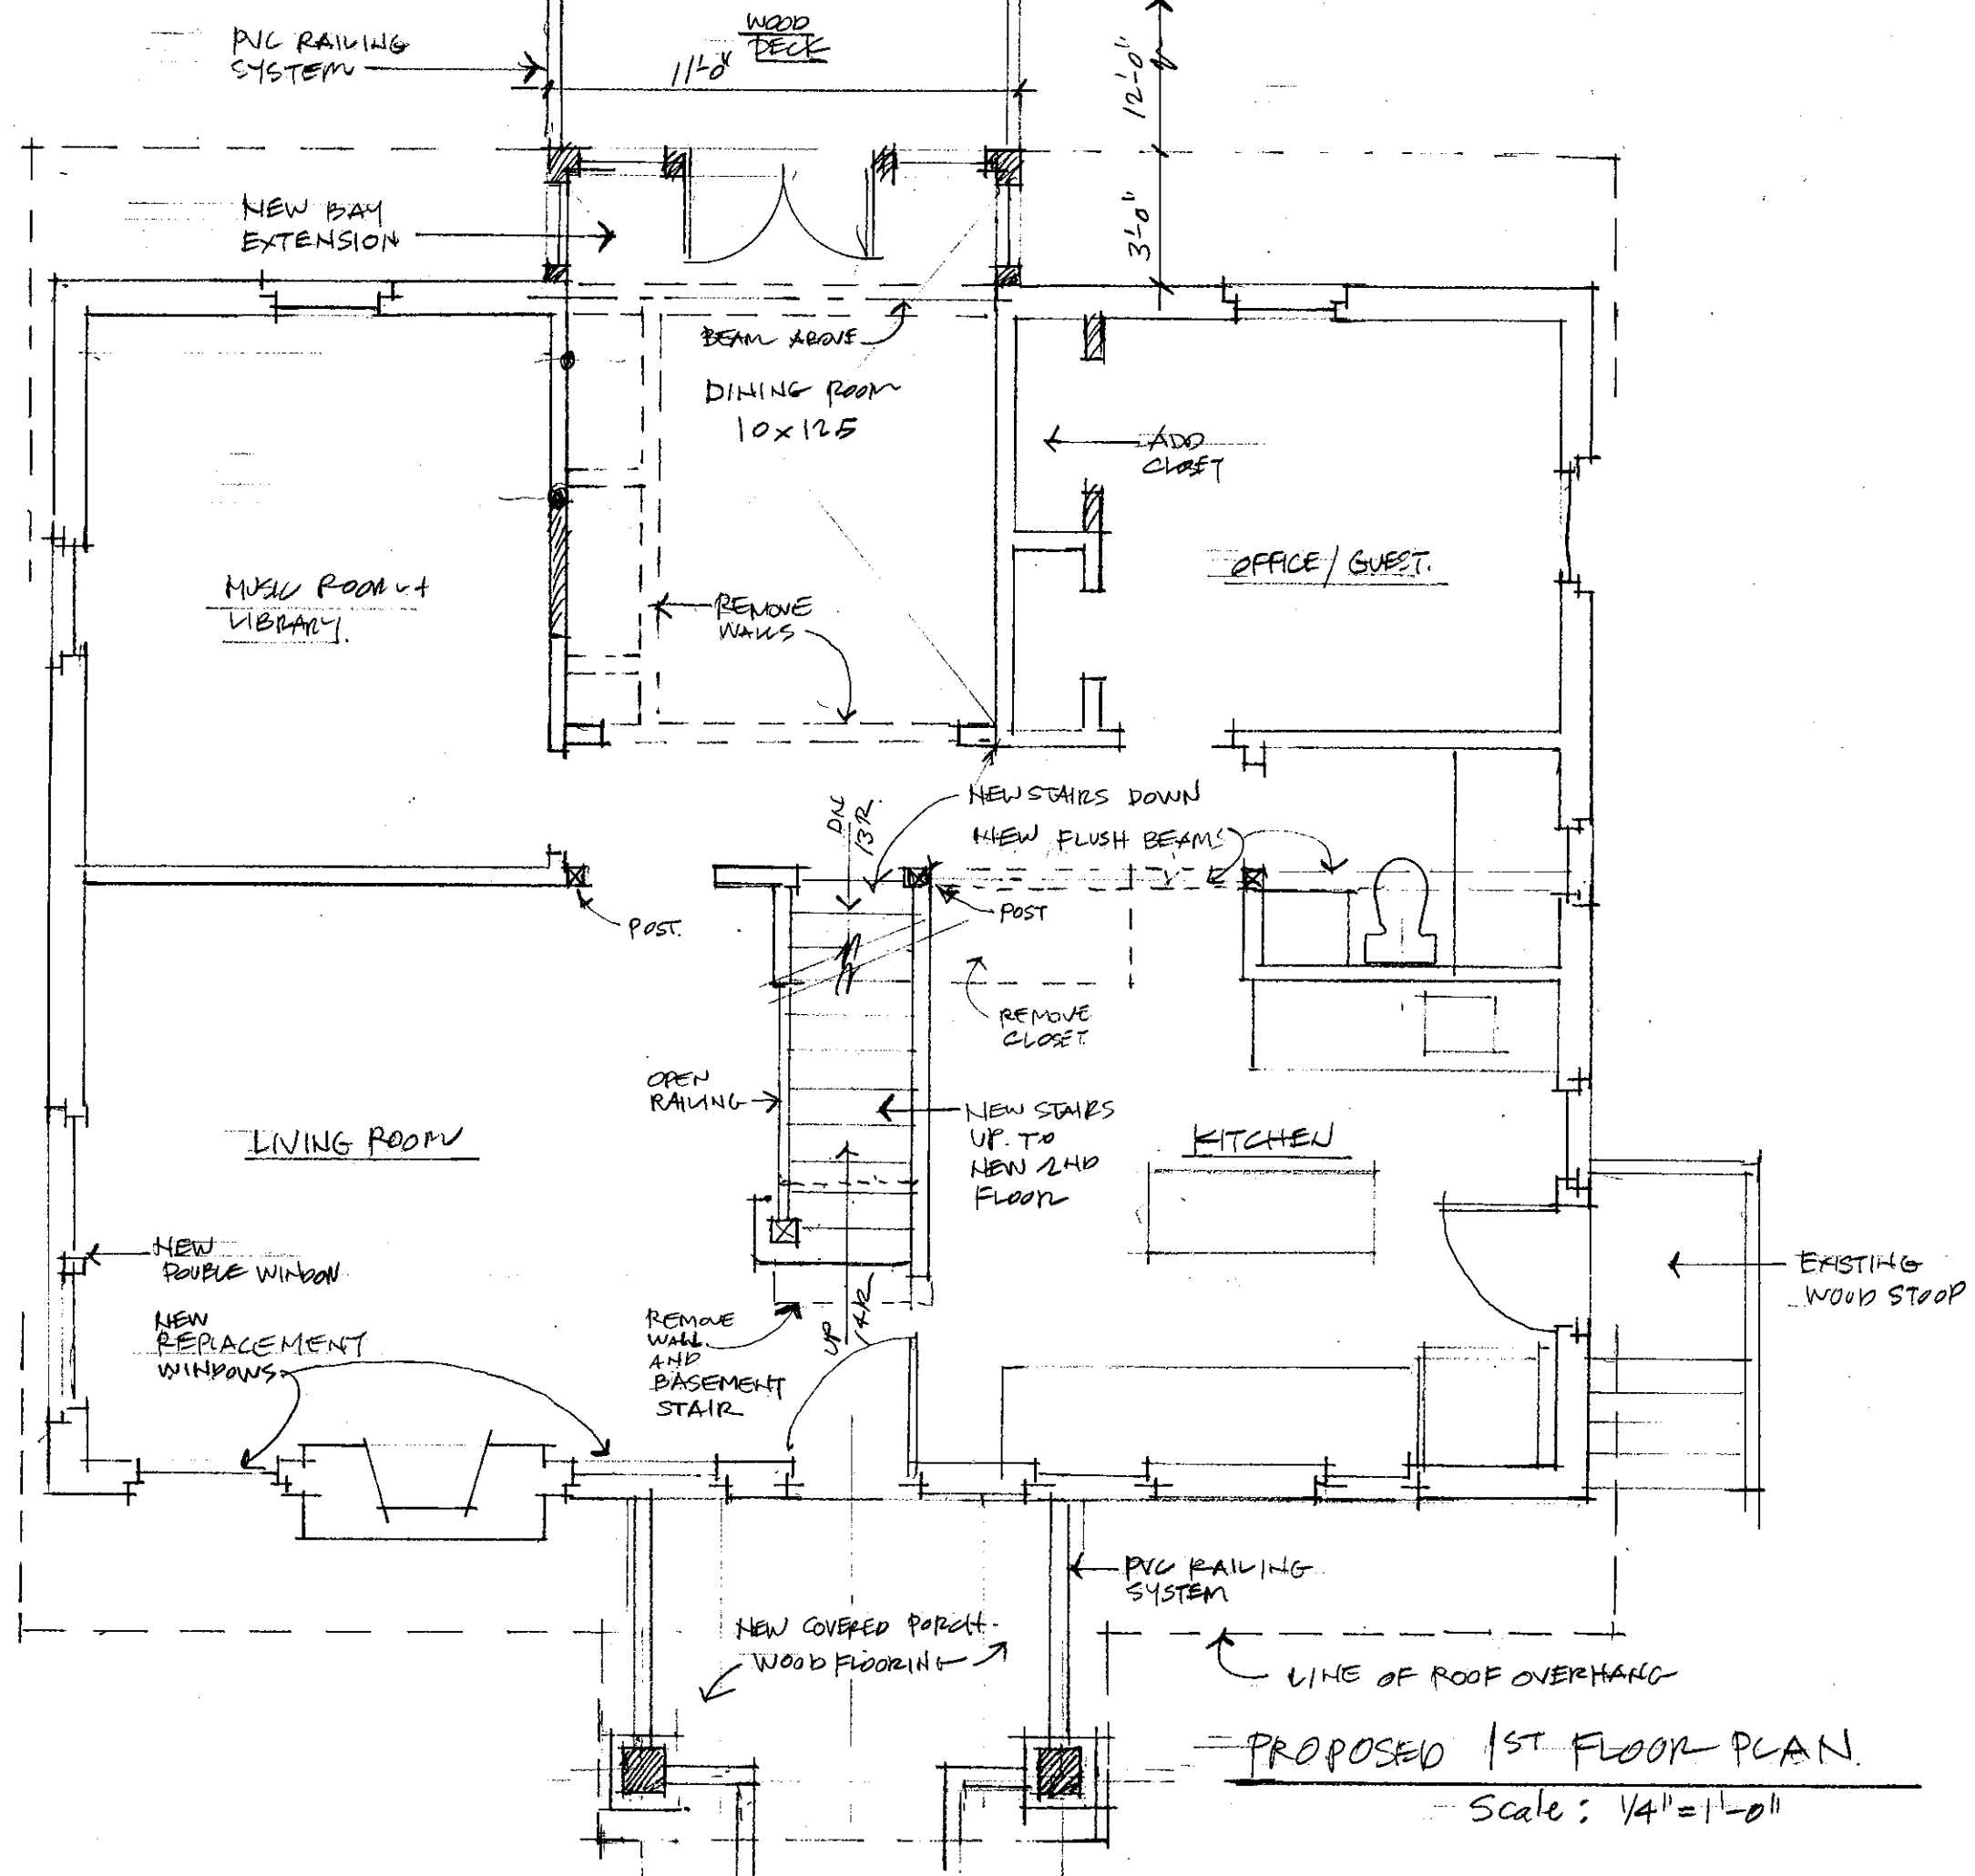 WOOD
DECK
PVC RAILING
SYSTEM
11'-0"
12'-0"
3'-0"
NEW BAY
EXTENSION
BEAM ABOVE
DINING ROOM
10 x 125
ADD
CLOSET
MUSIC ROOM +
LIBRARY.
OFFICE / GUEST.
REMOVE
WALLS
DN
13R.
NEW STAIRS DOWN
NEW FLUSH BEAMS
POST.
POST
REMOVE
CLOSET
OPEN
RAILING
NEW STAIRS
UP. TO
NEW 2ND
FLOOR
LIVING ROOM
KITCHEN
NEW
DOUBLE WINDOW
EXISTING
WOOD STOOP
NEW
REPLACEMENT
WINDOWS
REMOVE
WALL
AND
BASEMENT
STAIR
UP
14R
PVC RAILING
SYSTEM
NEW COVERED PORCH
WOOD FLOORING
LINE OF ROOF OVERHANG
PROPOSED 1ST FLOOR PLAN.
Scale: 1/4" = 1'-0"